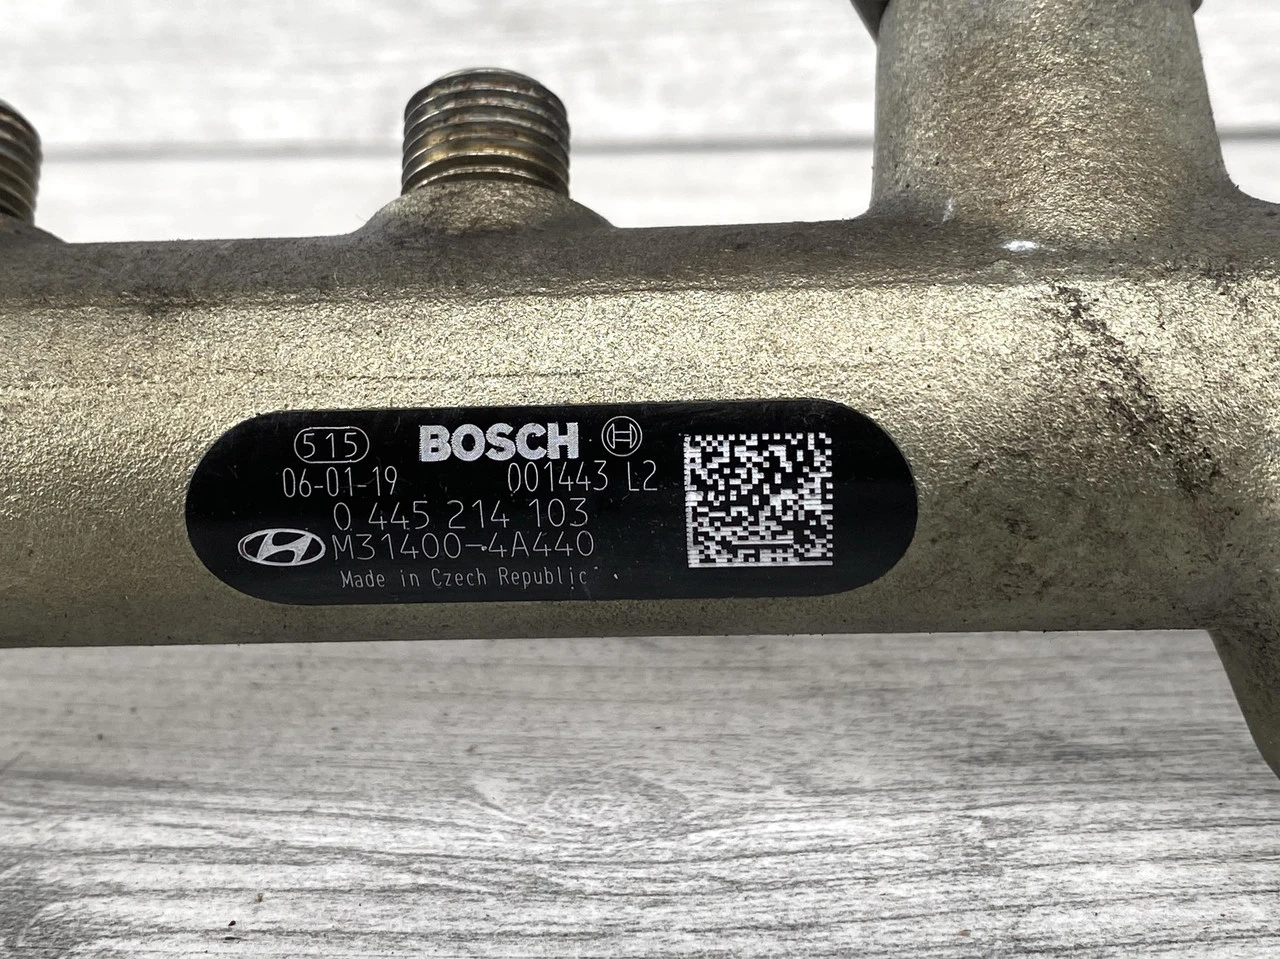 515 BOSCH
06-01-19 001443 L2
0 445 214 103
M31400-4A440
Made in Czech Republic